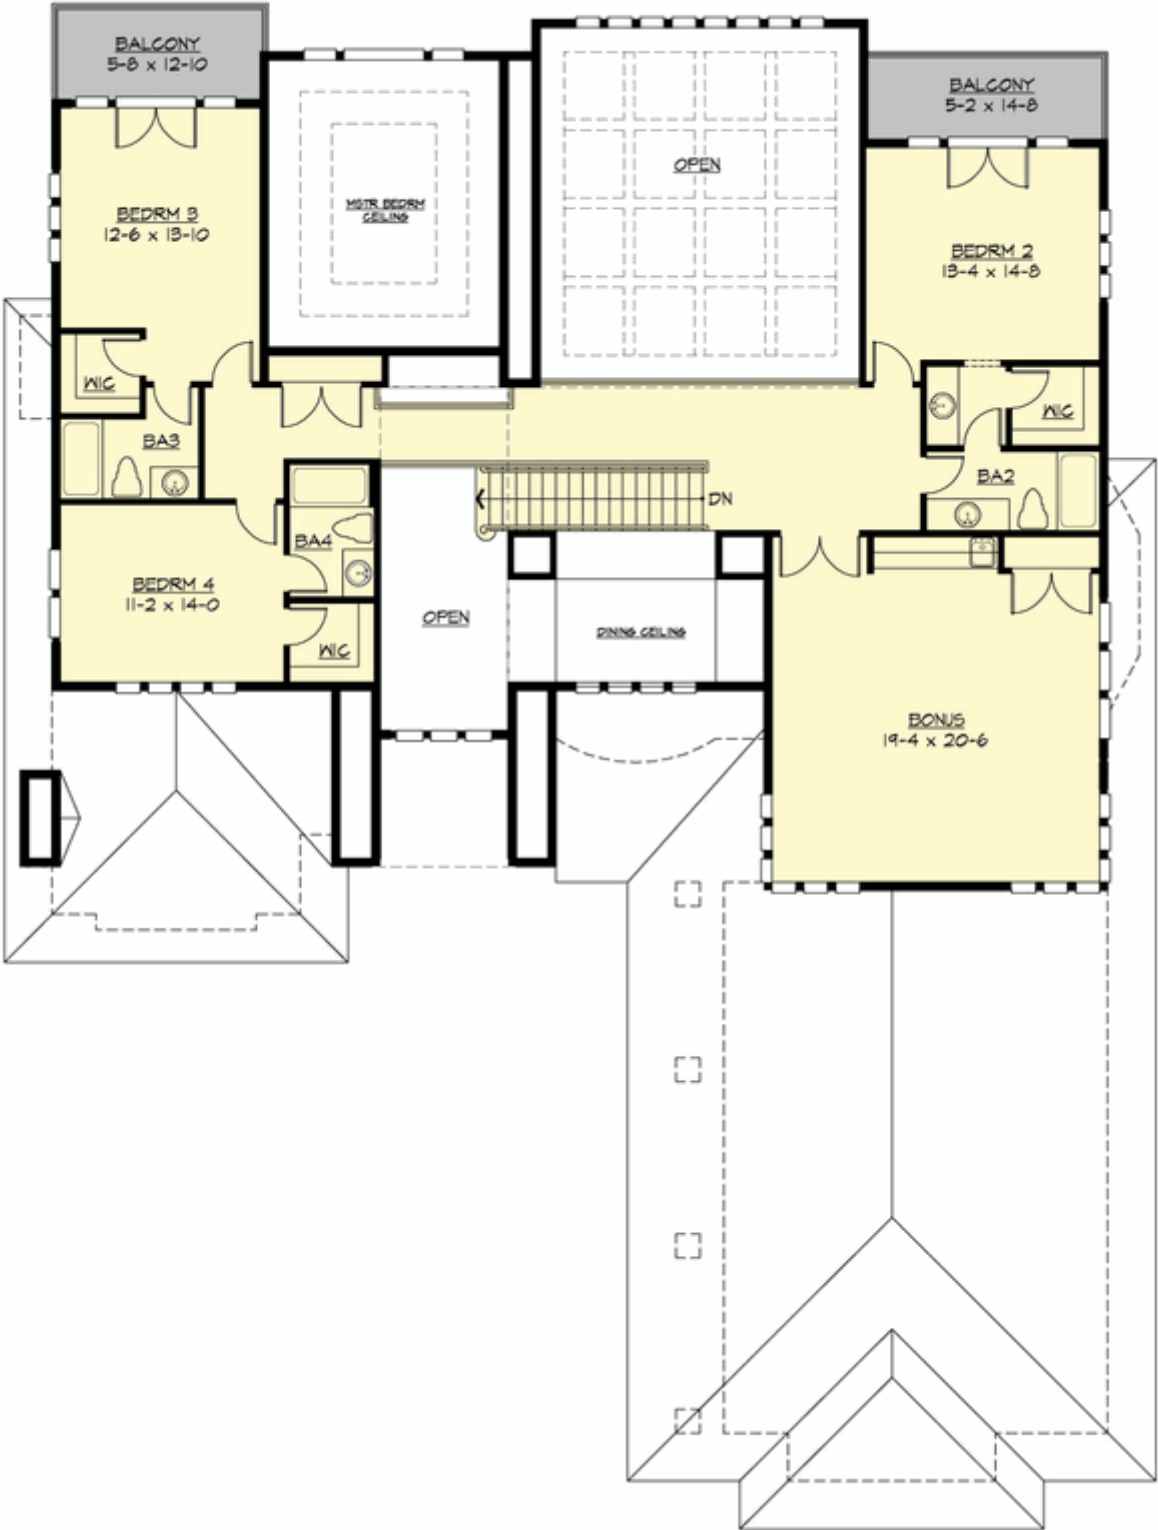 BALCONY
5-8 x 12-10
BALCONY
5-2 x 14-8
OPEN
MSTR BEDRM
CEILING
BEDRM 3
12-6 x 13-10
BEDRM 2
13-4 x 14-8
WIC
WIC
BA3
BA2
DN
BA4
BEDRM 4
11-2 x 14-0
OPEN
DINING CEILING
WIC
BONUS
19-4 x 20-6